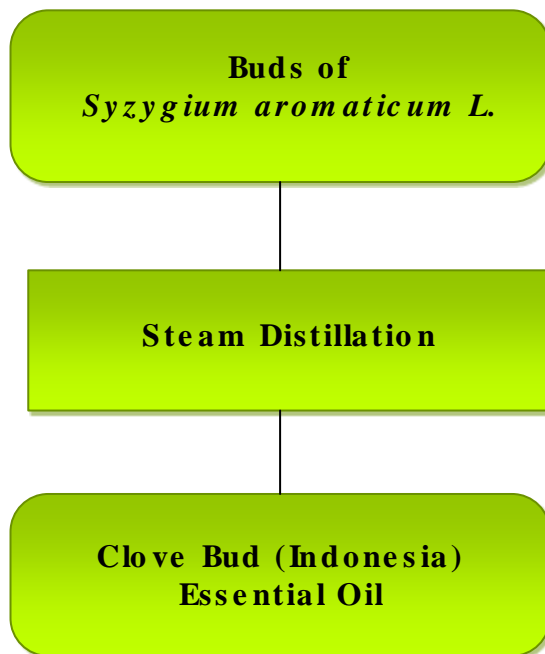 Buds of
Syzygium aromaticum L.
Steam Distillation
Clove Bud (Indonesia)
Essential Oil